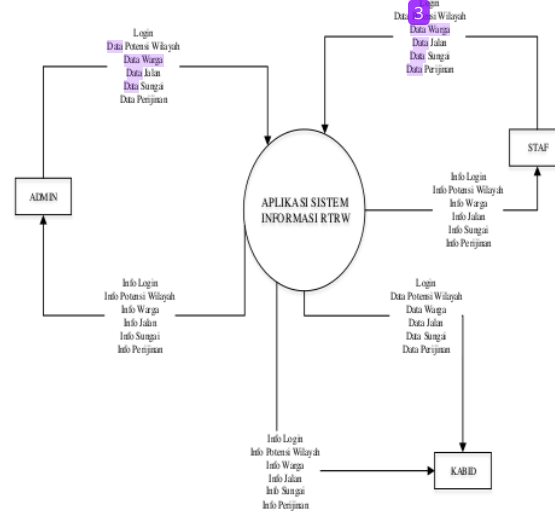 Login
Data Potensi Wilayah
Data Warga
Data Jalan
Data Sungai
Data Perijinan
3
Data
Wilayah
Data Warga
Data Jalan
Data Sungai
Data Perijinan
STAF
ADMIN
APLIKASI SISTEM
INFORMASI RTRW
Info Login
Info Potensi Wilayah
Info Warga
Info Jalan
Info Sungai
Info Perijinan
Info Login
Info Potensi Wilayah
Info Warga
Info Jalan
Info Sungai
Info Perijinan
Login
Data Potensi Wilayah
Data Warga
Data Jalan
Data Sungai
Data Perijinan
Info Login
Info Potensi Wilayah
Info Warga
Info Jalan
Info Sungai
Info Perijinan
KABID